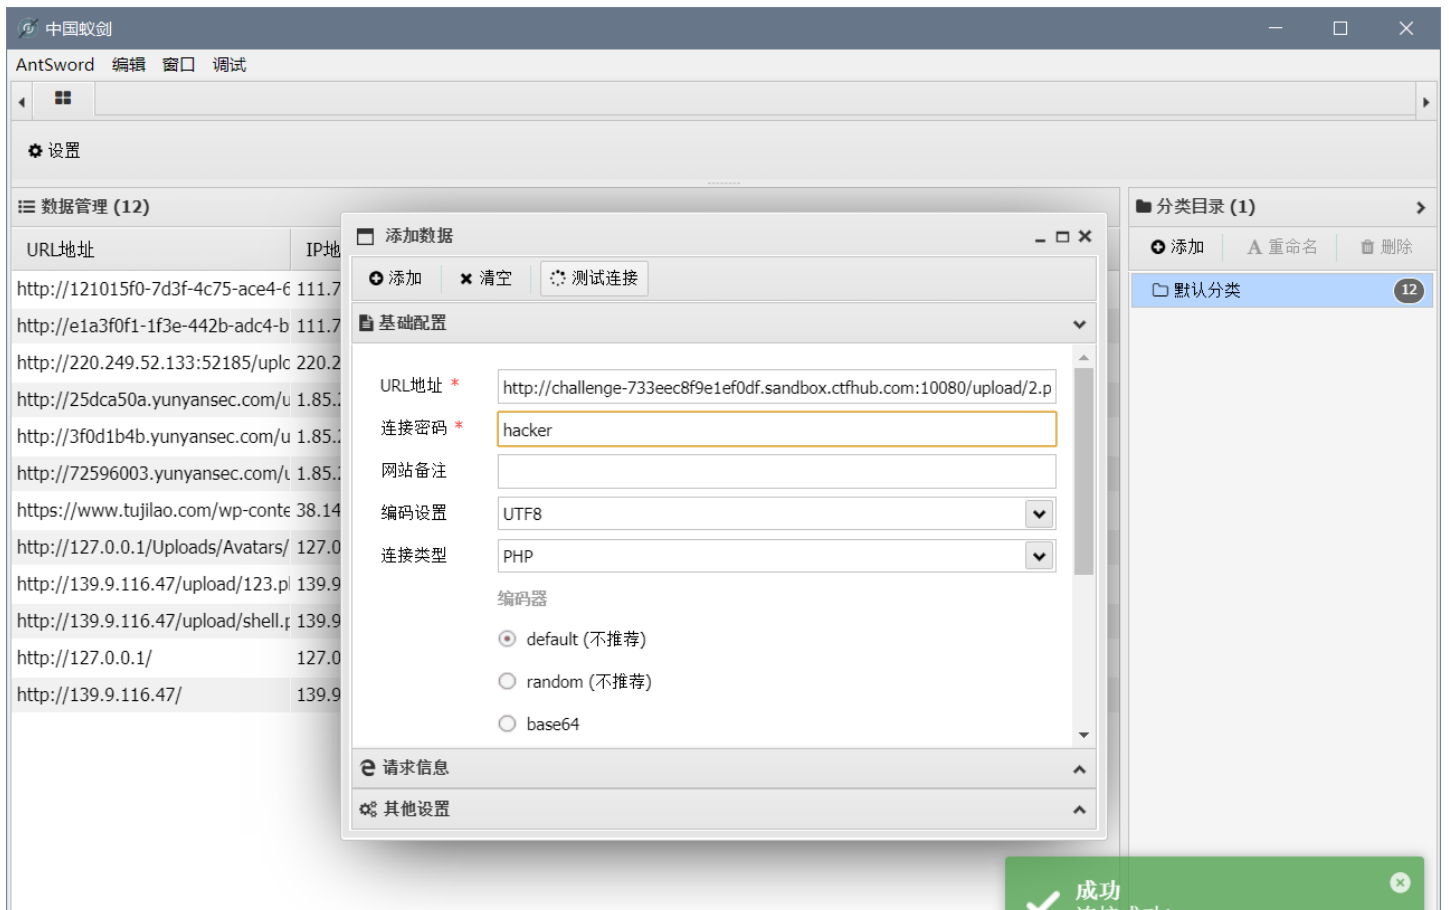 中国蚁剑
AntSword 编辑 窗口 调试
设置
数据管理 (12)
URL地址 IP地
http://121015f0-7d3f-4c75-ace4-6 111.7
http://e1a3f0f1-1f3e-442b-adc4-b 111.7
http://220.249.52.133:52185/uplo 220.2
http://25dca50a.yunyansec.com/u 1.85.2
http://3f0d1b4b.yunyansec.com/u 1.85.2
http://72596003.yunyansec.com/u 1.85.2
https://www.tujilao.com/wp-conte 38.14
http://127.0.0.1/Uploads/Avatars/ 127.0
http://139.9.116.47/upload/123.pl 139.9
http://139.9.116.47/upload/shell.p 139.9
http://127.0.0.1/ 127.0
http://139.9.116.47/ 139.9
添加数据
添加 清空 测试连接
基础配置
URL地址 * http://challenge-733eec8f9e1ef0df.sandbox.ctfhub.com:10080/upload/2.p
连接密码 * hacker
网站备注
编码设置 UTF8
连接类型 PHP
编码器
default (不推荐)
random (不推荐)
base64
请求信息
其他设置
分类目录 (1)
添加 重命名 删除
默认分类 12
成功